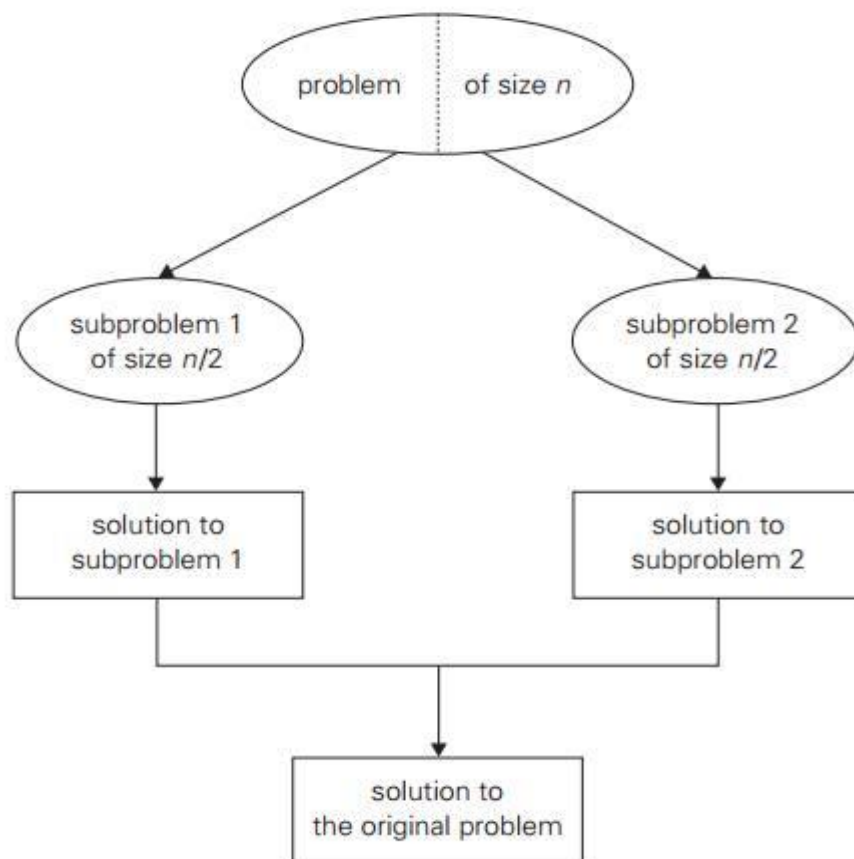 problem of size n
subproblem 1
of size n/2
subproblem 2
of size n/2
solution to
subproblem 1
solution to
subproblem 2
solution to
the original problem